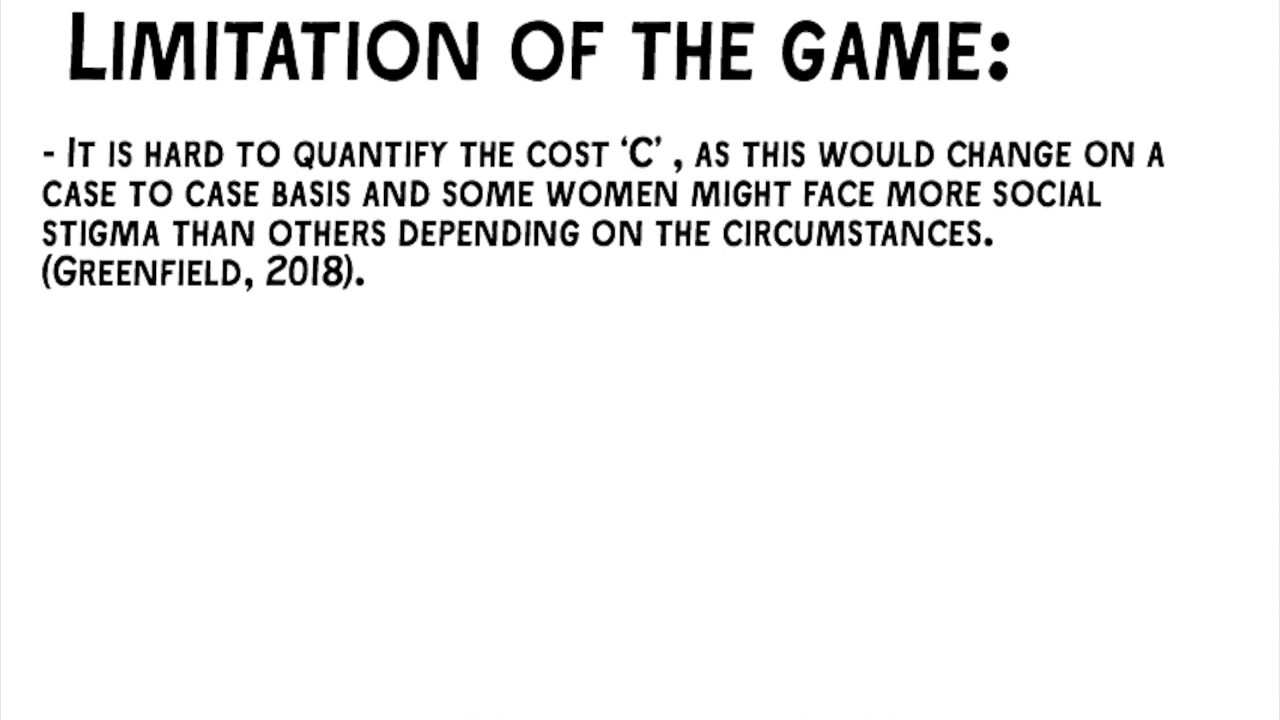 Limitation of the game:
- It is hard to quantify the cost ‘C’ , as this would change on a
case to case basis and some women might face more social
stigma than others depending on the circumstances.
(Greenfield, 2018).